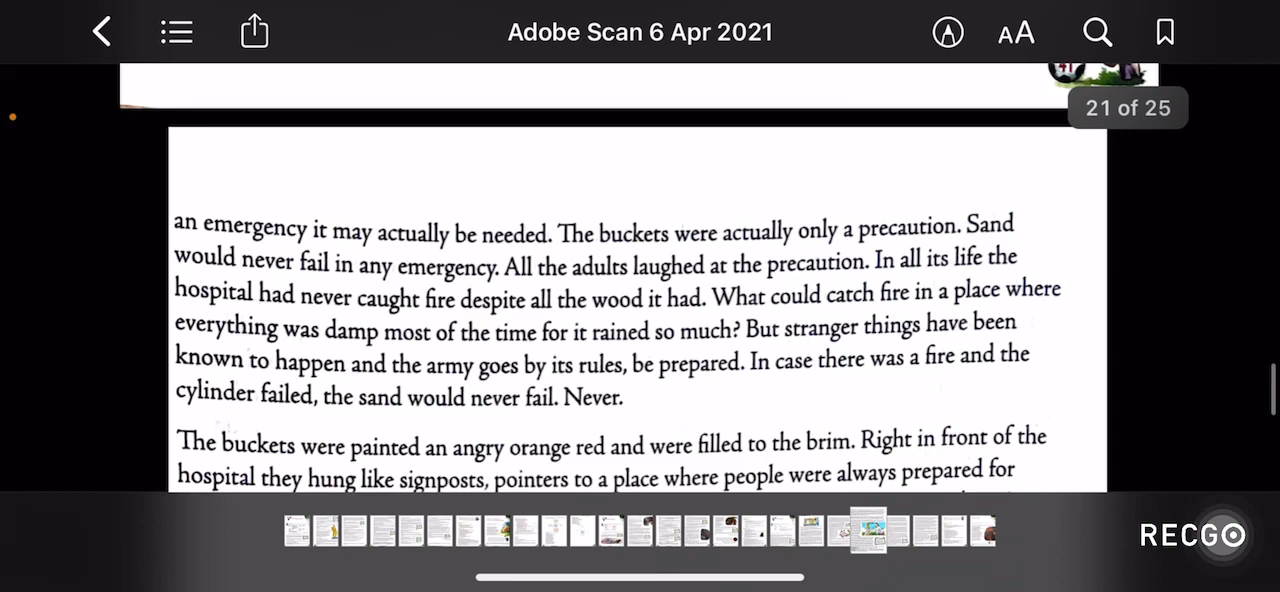 Adobe Scan 6 Apr 2021
AA
41
21 of 25
an emergency it may actually be needed. The buckets were actually only a precaution. Sand
would never fail in any emergency. All the adults laughed at the precaution. In all its life the
hospital had never caught fire despite all the wood it had. What could catch fire in a place where
everything was damp most of the time for it rained so much? But stranger things have been
known to happen and the army goes by its rules, be prepared. In case there was a fire and the
cylinder failed, the sand would never fail. Never.
The buckets were painted an angry orange red and were filled to the brim. Right in front of the
hospital they hung like signposts, pointers to a place where people were always prepared for
RECGO